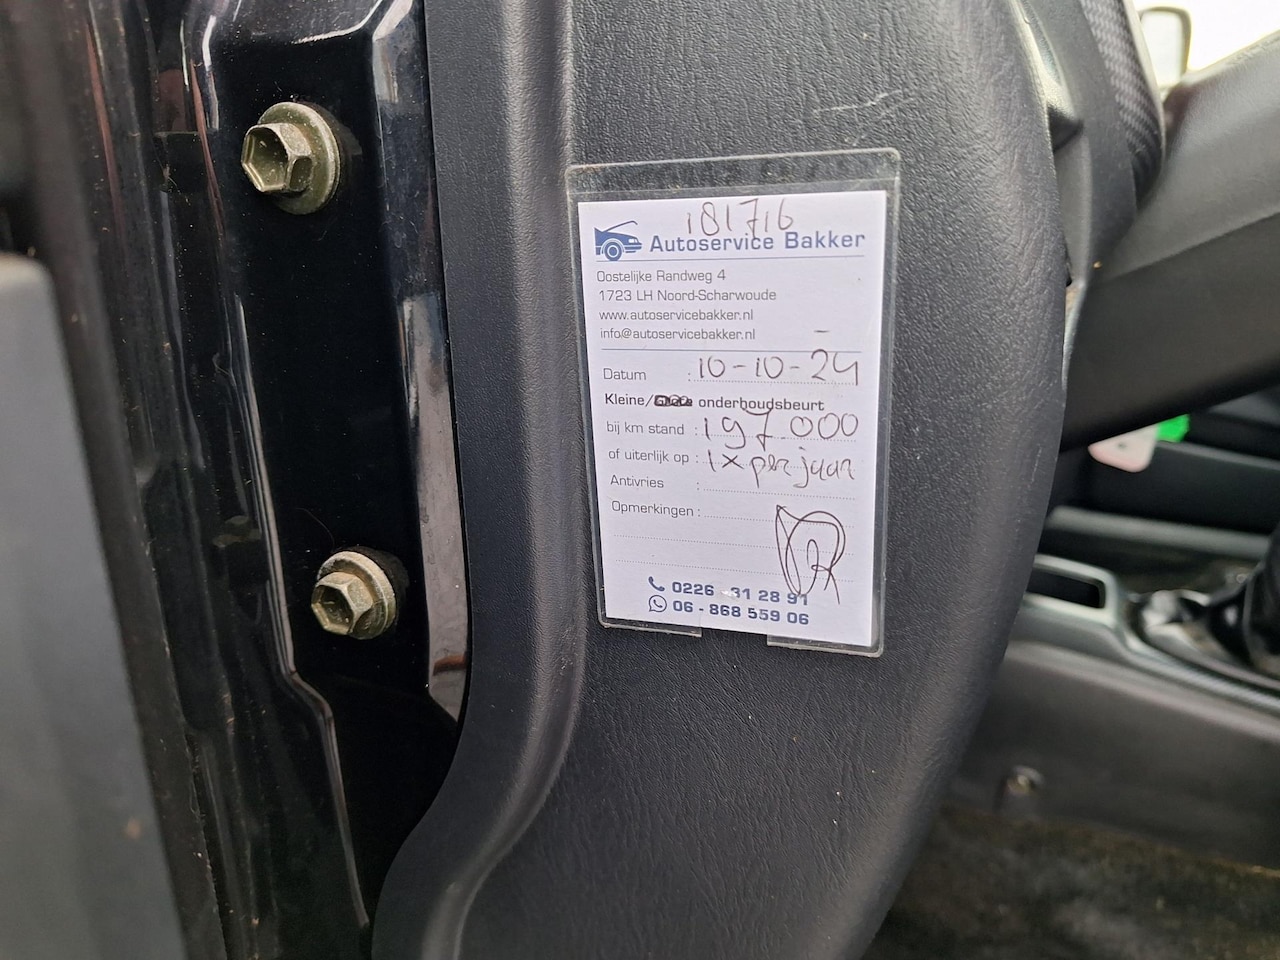 181716
Autoservice Bakker
Oostelijke Randweg 4
1723 LH Noord-Scharwoude
www.autoservicebakker.nl
info@autoservicebakker.nl
Datum : 10-10-24
Kleine/ onderhoudsbeurt
bij km stand : 197.000
of uiterlijk op : 1x per jaar
Antivries :
Opmerkingen :
0226 - 31 28 91
06 - 868 559 06